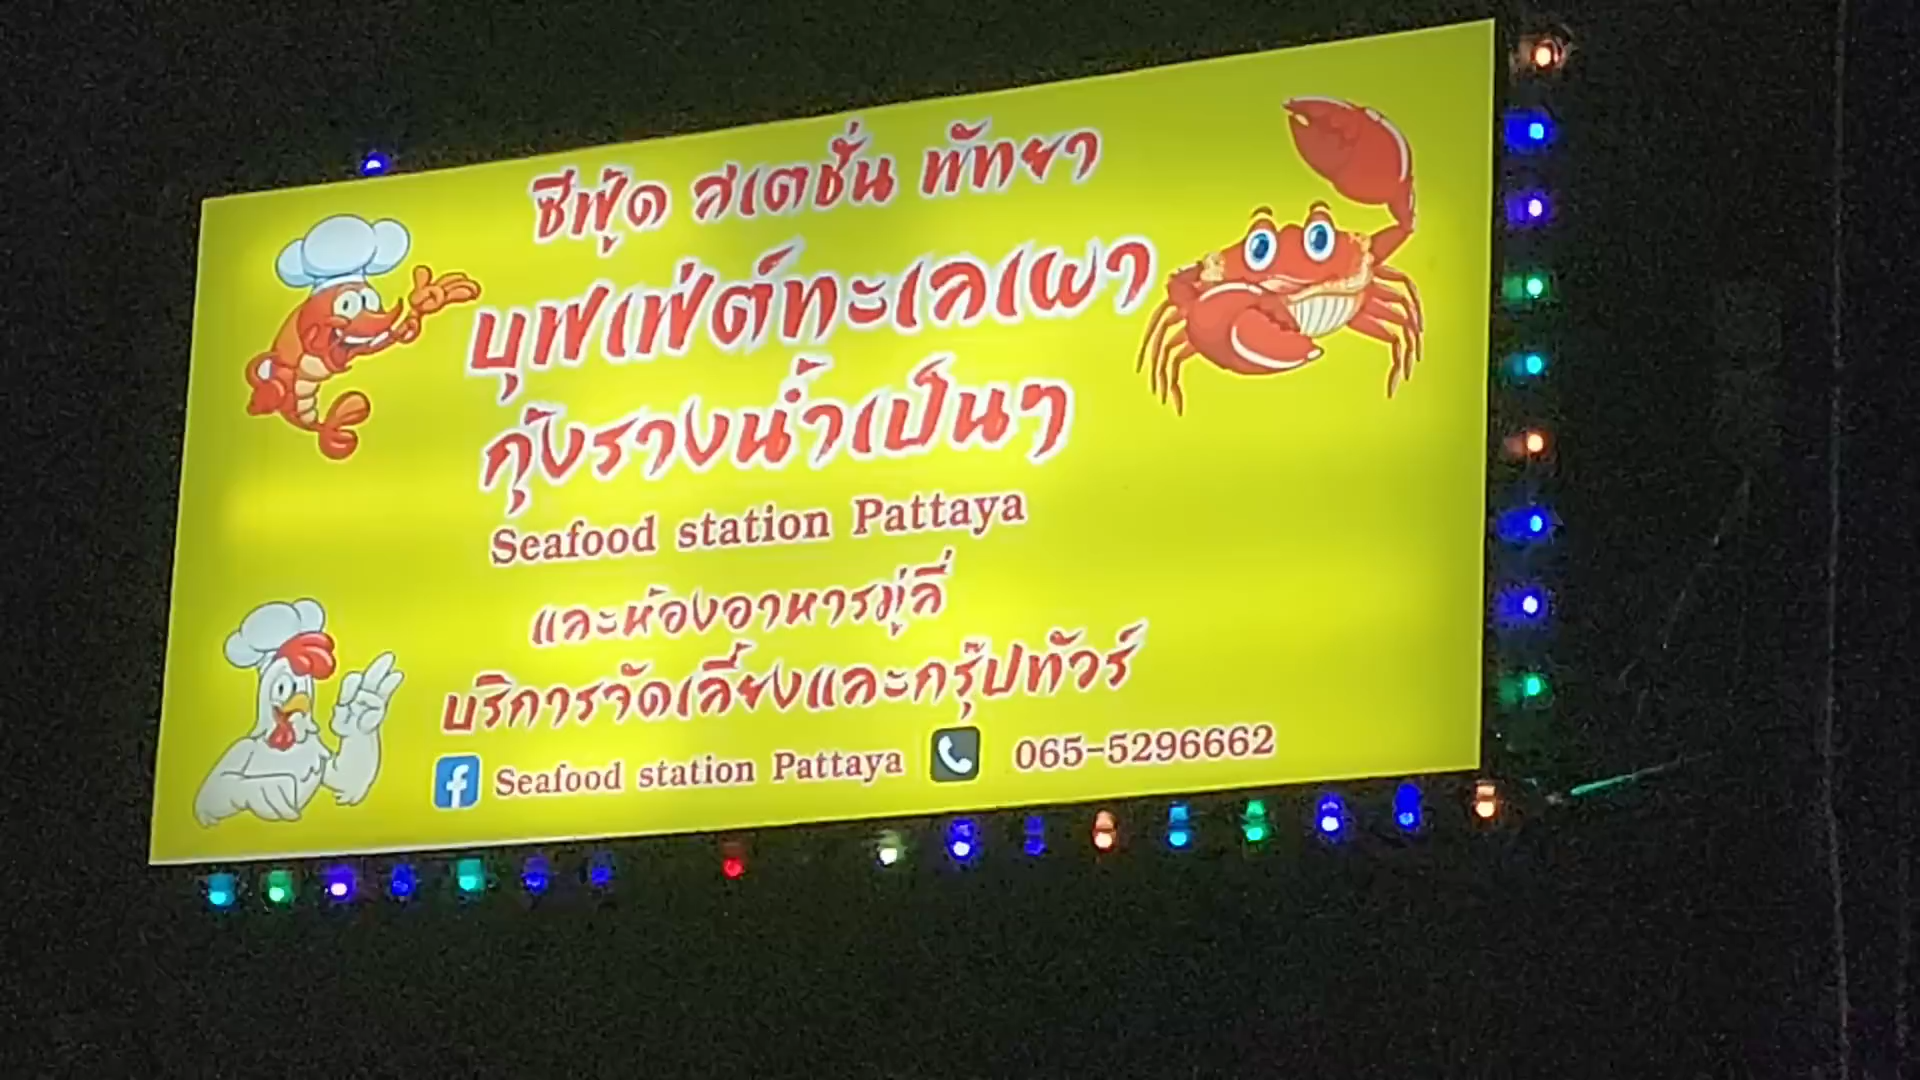 ซีฟู้ด สเตชั่น พัทยา
บุฟเฟ่ต์ทะเลเผา
กุ้งรางน้ำเป็นๆ
Seafood station Pattaya
และห้องอาหารมู่ลี่
บริการจัดเลี้ยงและกรุ๊ปทัวร์
Seafood station Pattaya 065-5296662